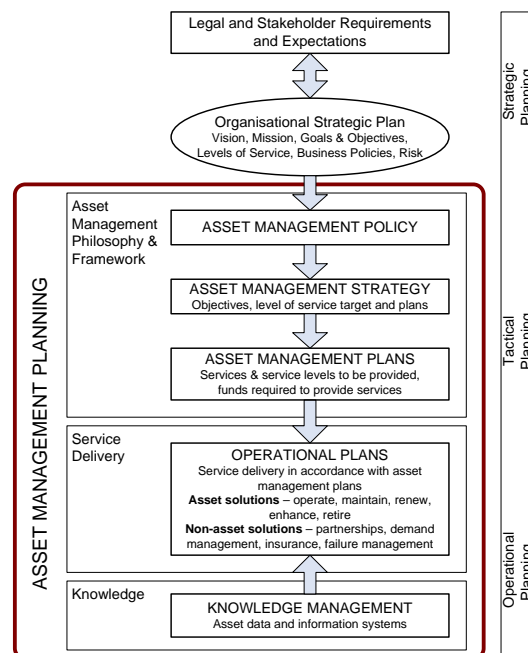 Legal and Stakeholder Requirements
and Expectations
Organisational Strategic Plan
Vision, Mission, Goals & Objectives,
Levels of Service, Business Policies, Risk
Strategic
Planning
ASSET MANAGEMENT PLANNING
Asset
Management
Philosophy &
Framework
ASSET MANAGEMENT POLICY
ASSET MANAGEMENT STRATEGY
Objectives, level of service target and plans
ASSET MANAGEMENT PLANS
Services & service levels to be provided,
funds required to provide services
Tactical
Planning
Service
Delivery
OPERATIONAL PLANS
Service delivery in accordance with asset
management plans
Asset solutions – operate, maintain, renew,
enhance, retire
Non-asset solutions – partnerships, demand
management, insurance, failure management
Operational
Planning
Knowledge
KNOWLEDGE MANAGEMENT
Asset data and information systems